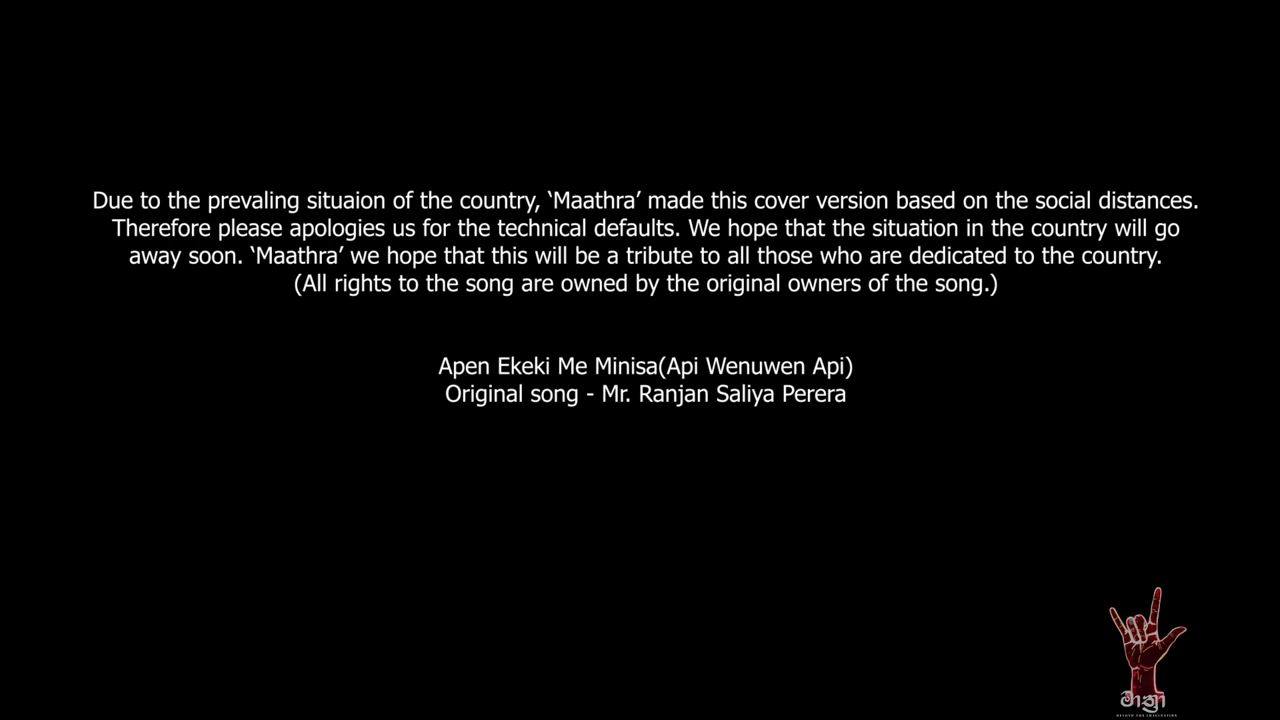 Due to the prevaling situaion of the country, ‘Maathra’ made this cover version based on the social distances.
Therefore please apologies us for the technical defaults. We hope that the situation in the country will go
away soon. ‘Maathra’ we hope that this will be a tribute to all those who are dedicated to the country.
(All rights to the song are owned by the original owners of the song.)
Apen Ekeki Me Minisa(Api Wenuwen Api)
Original song - Mr. Ranjan Saliya Perera
මාත්‍රා
BEYOND THE IMAGINATION